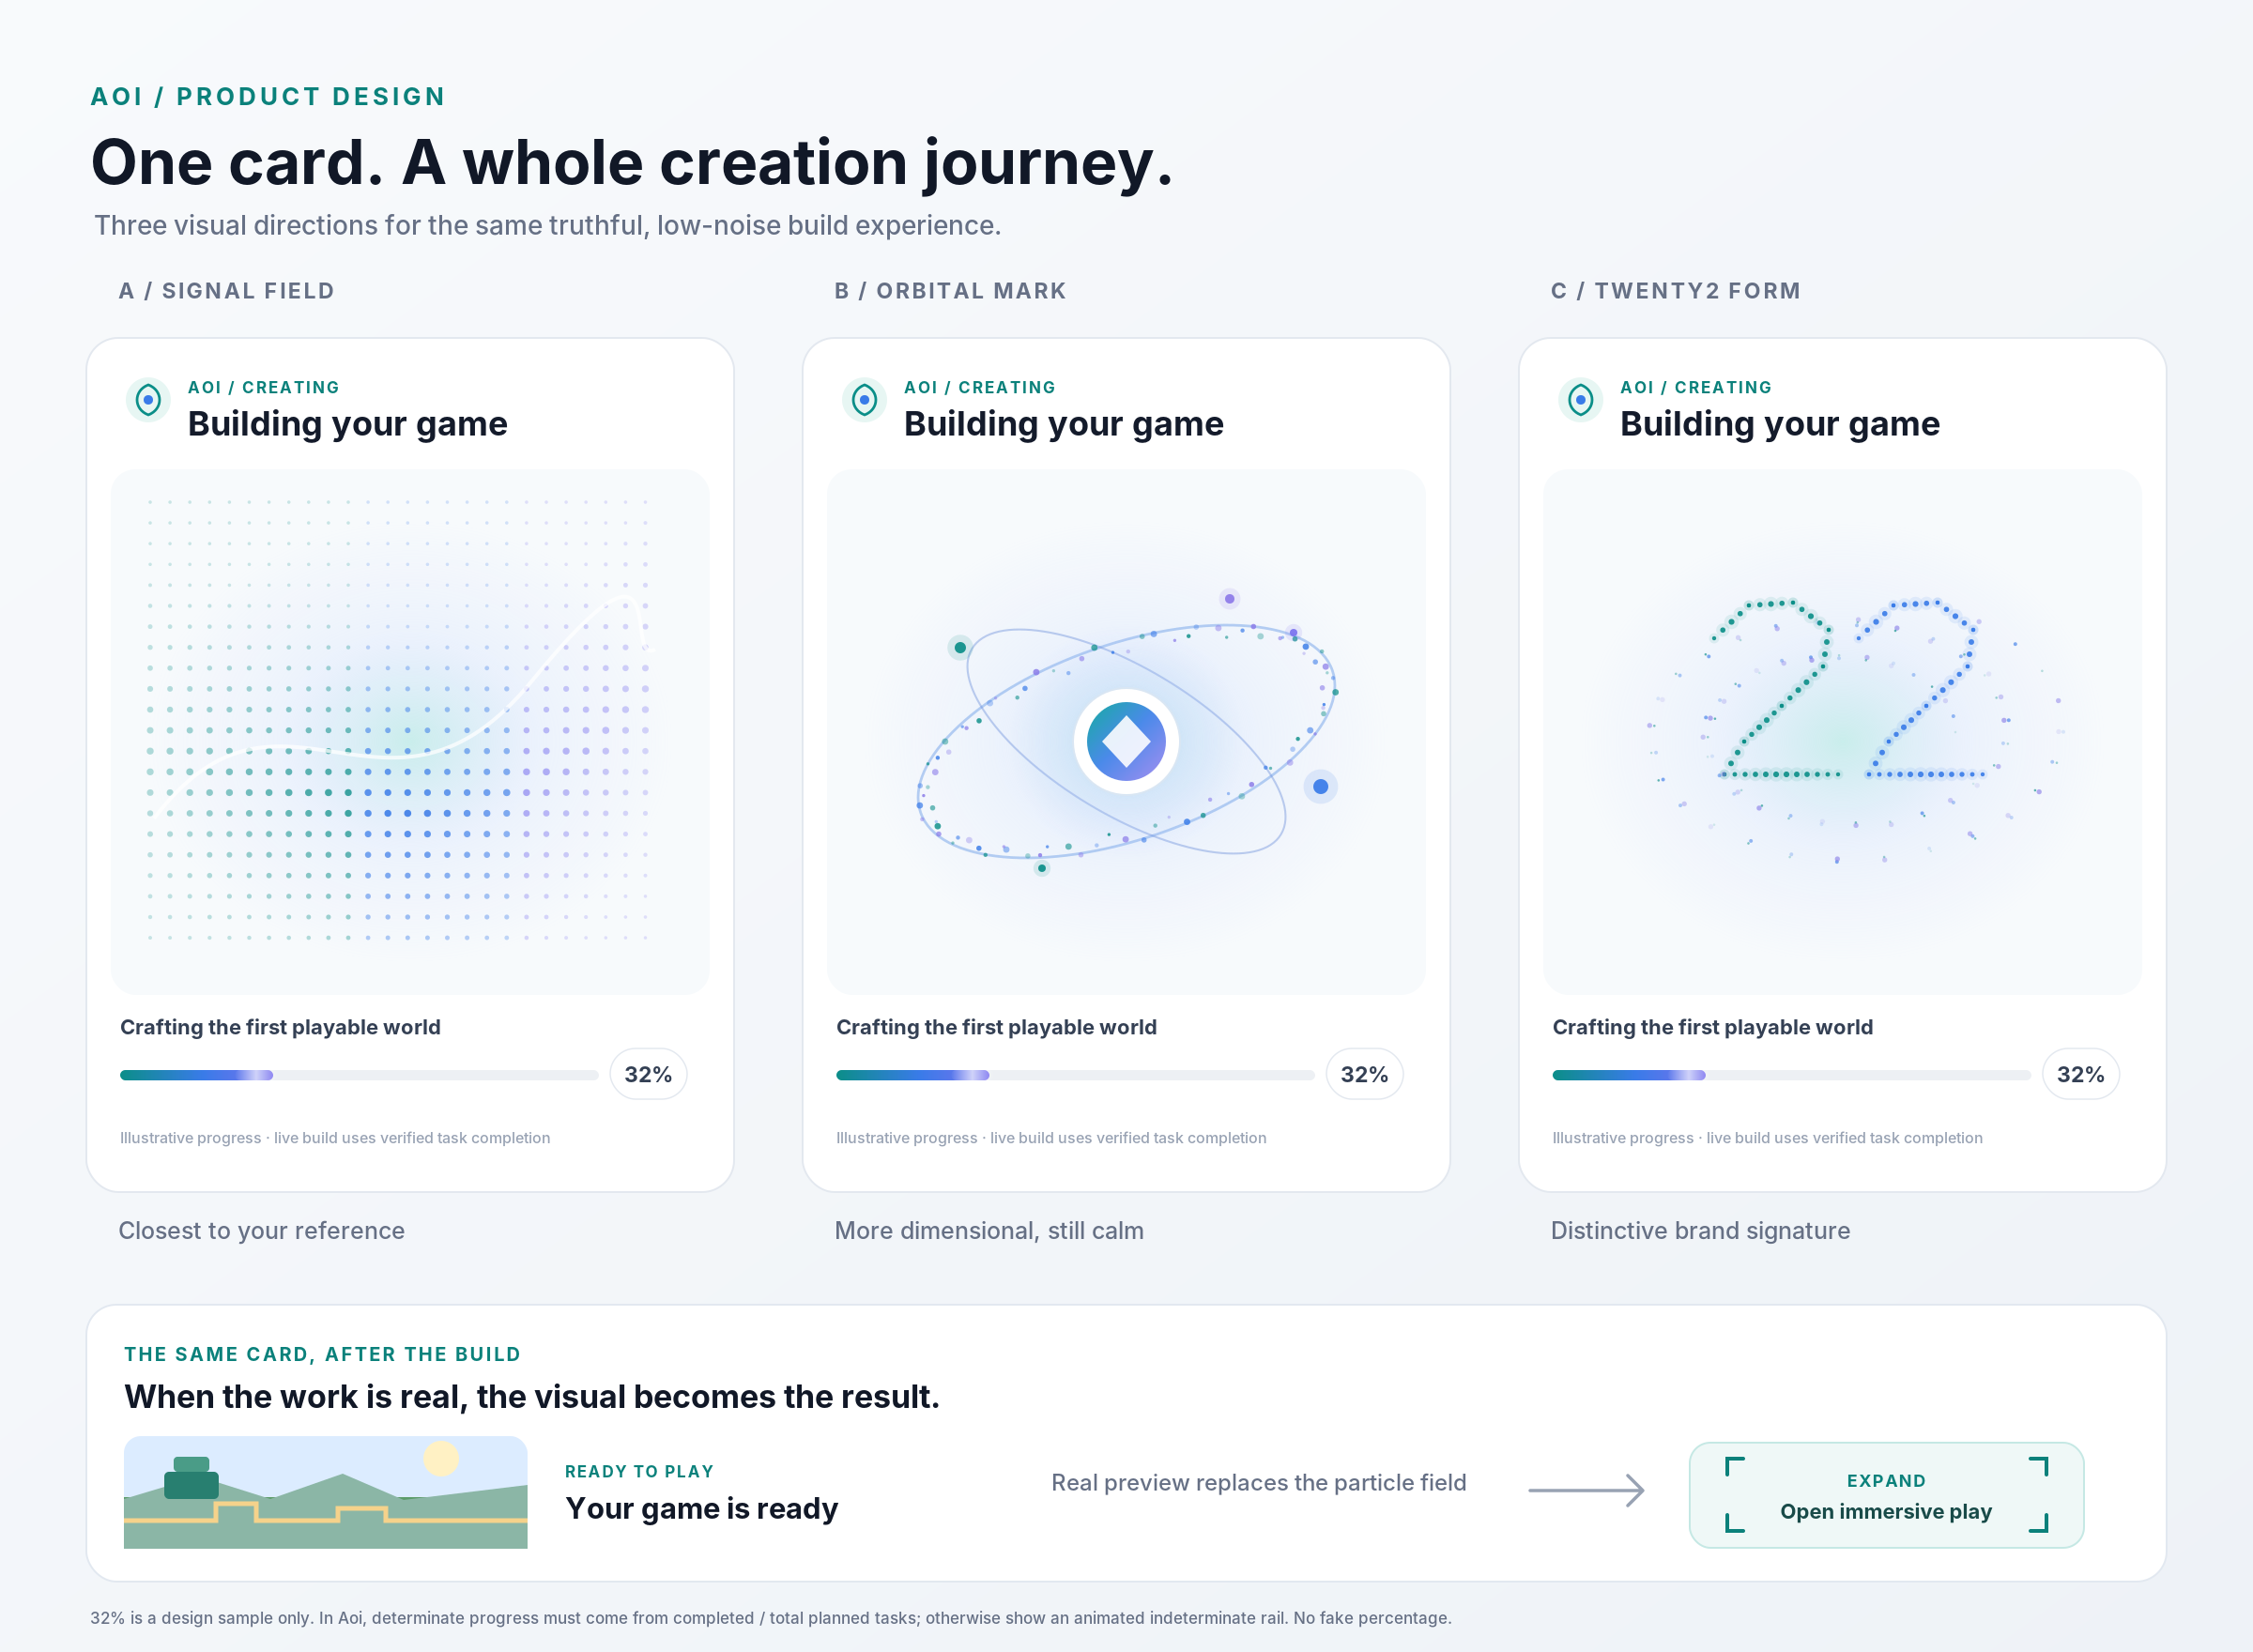 AOI / PRODUCT DESIGN
One card. A whole creation journey.
Three visual directions for the same truthful, low-noise build experience.
A / SIGNAL FIELD
AOI / CREATING
Building your game
Crafting the first playable world
32%
Illustrative progress · live build uses verified task completion
Closest to your reference
B / ORBITAL MARK
AOI / CREATING
Building your game
Crafting the first playable world
32%
Illustrative progress · live build uses verified task completion
More dimensional, still calm
C / TWENTY2 FORM
AOI / CREATING
Building your game
22
Crafting the first playable world
32%
Illustrative progress · live build uses verified task completion
Distinctive brand signature
THE SAME CARD, AFTER THE BUILD
When the work is real, the visual becomes the result.
READY TO PLAY
Your game is ready
Real preview replaces the particle field
EXPAND
Open immersive play
32% is a design sample only. In Aoi, determinate progress must come from completed / total planned tasks; otherwise show an animated indeterminate rail. No fake percentage.